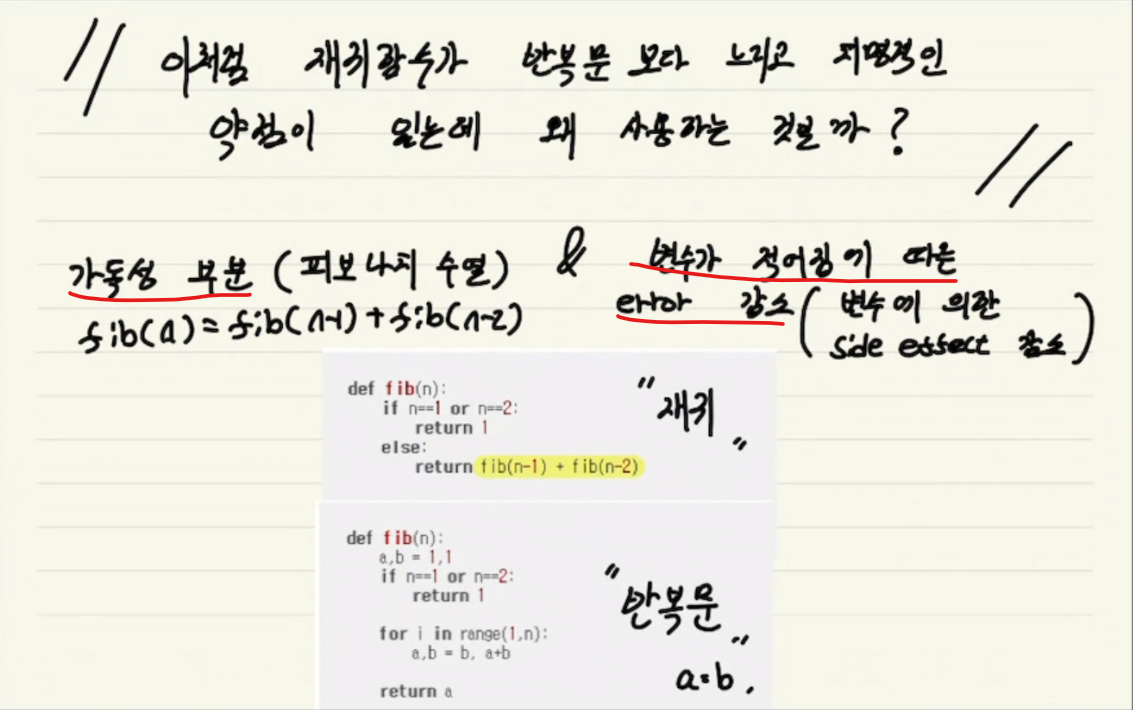 이처럼 재귀함수가 반복문 보다 느리고 치명적인
약점이 있는데 왜 사용하는 것일까?
가독성 부분 (피보나치 수열) & 변수가 적어짐에 따른
fib(n) = fib(n-1) + fib(n-2) error 감소 (변수에 의한
side effect 감소)
def fib(n):
if n==1 or n==2:
return 1
else:
return fib(n-1) + fib(n-2)
"재귀"
def fib(n):
a,b = 1,1
if n==1 or n==2:
return 1
for i in range(1,n):
a,b = b, a+b
return a
"반복문"
a=b,